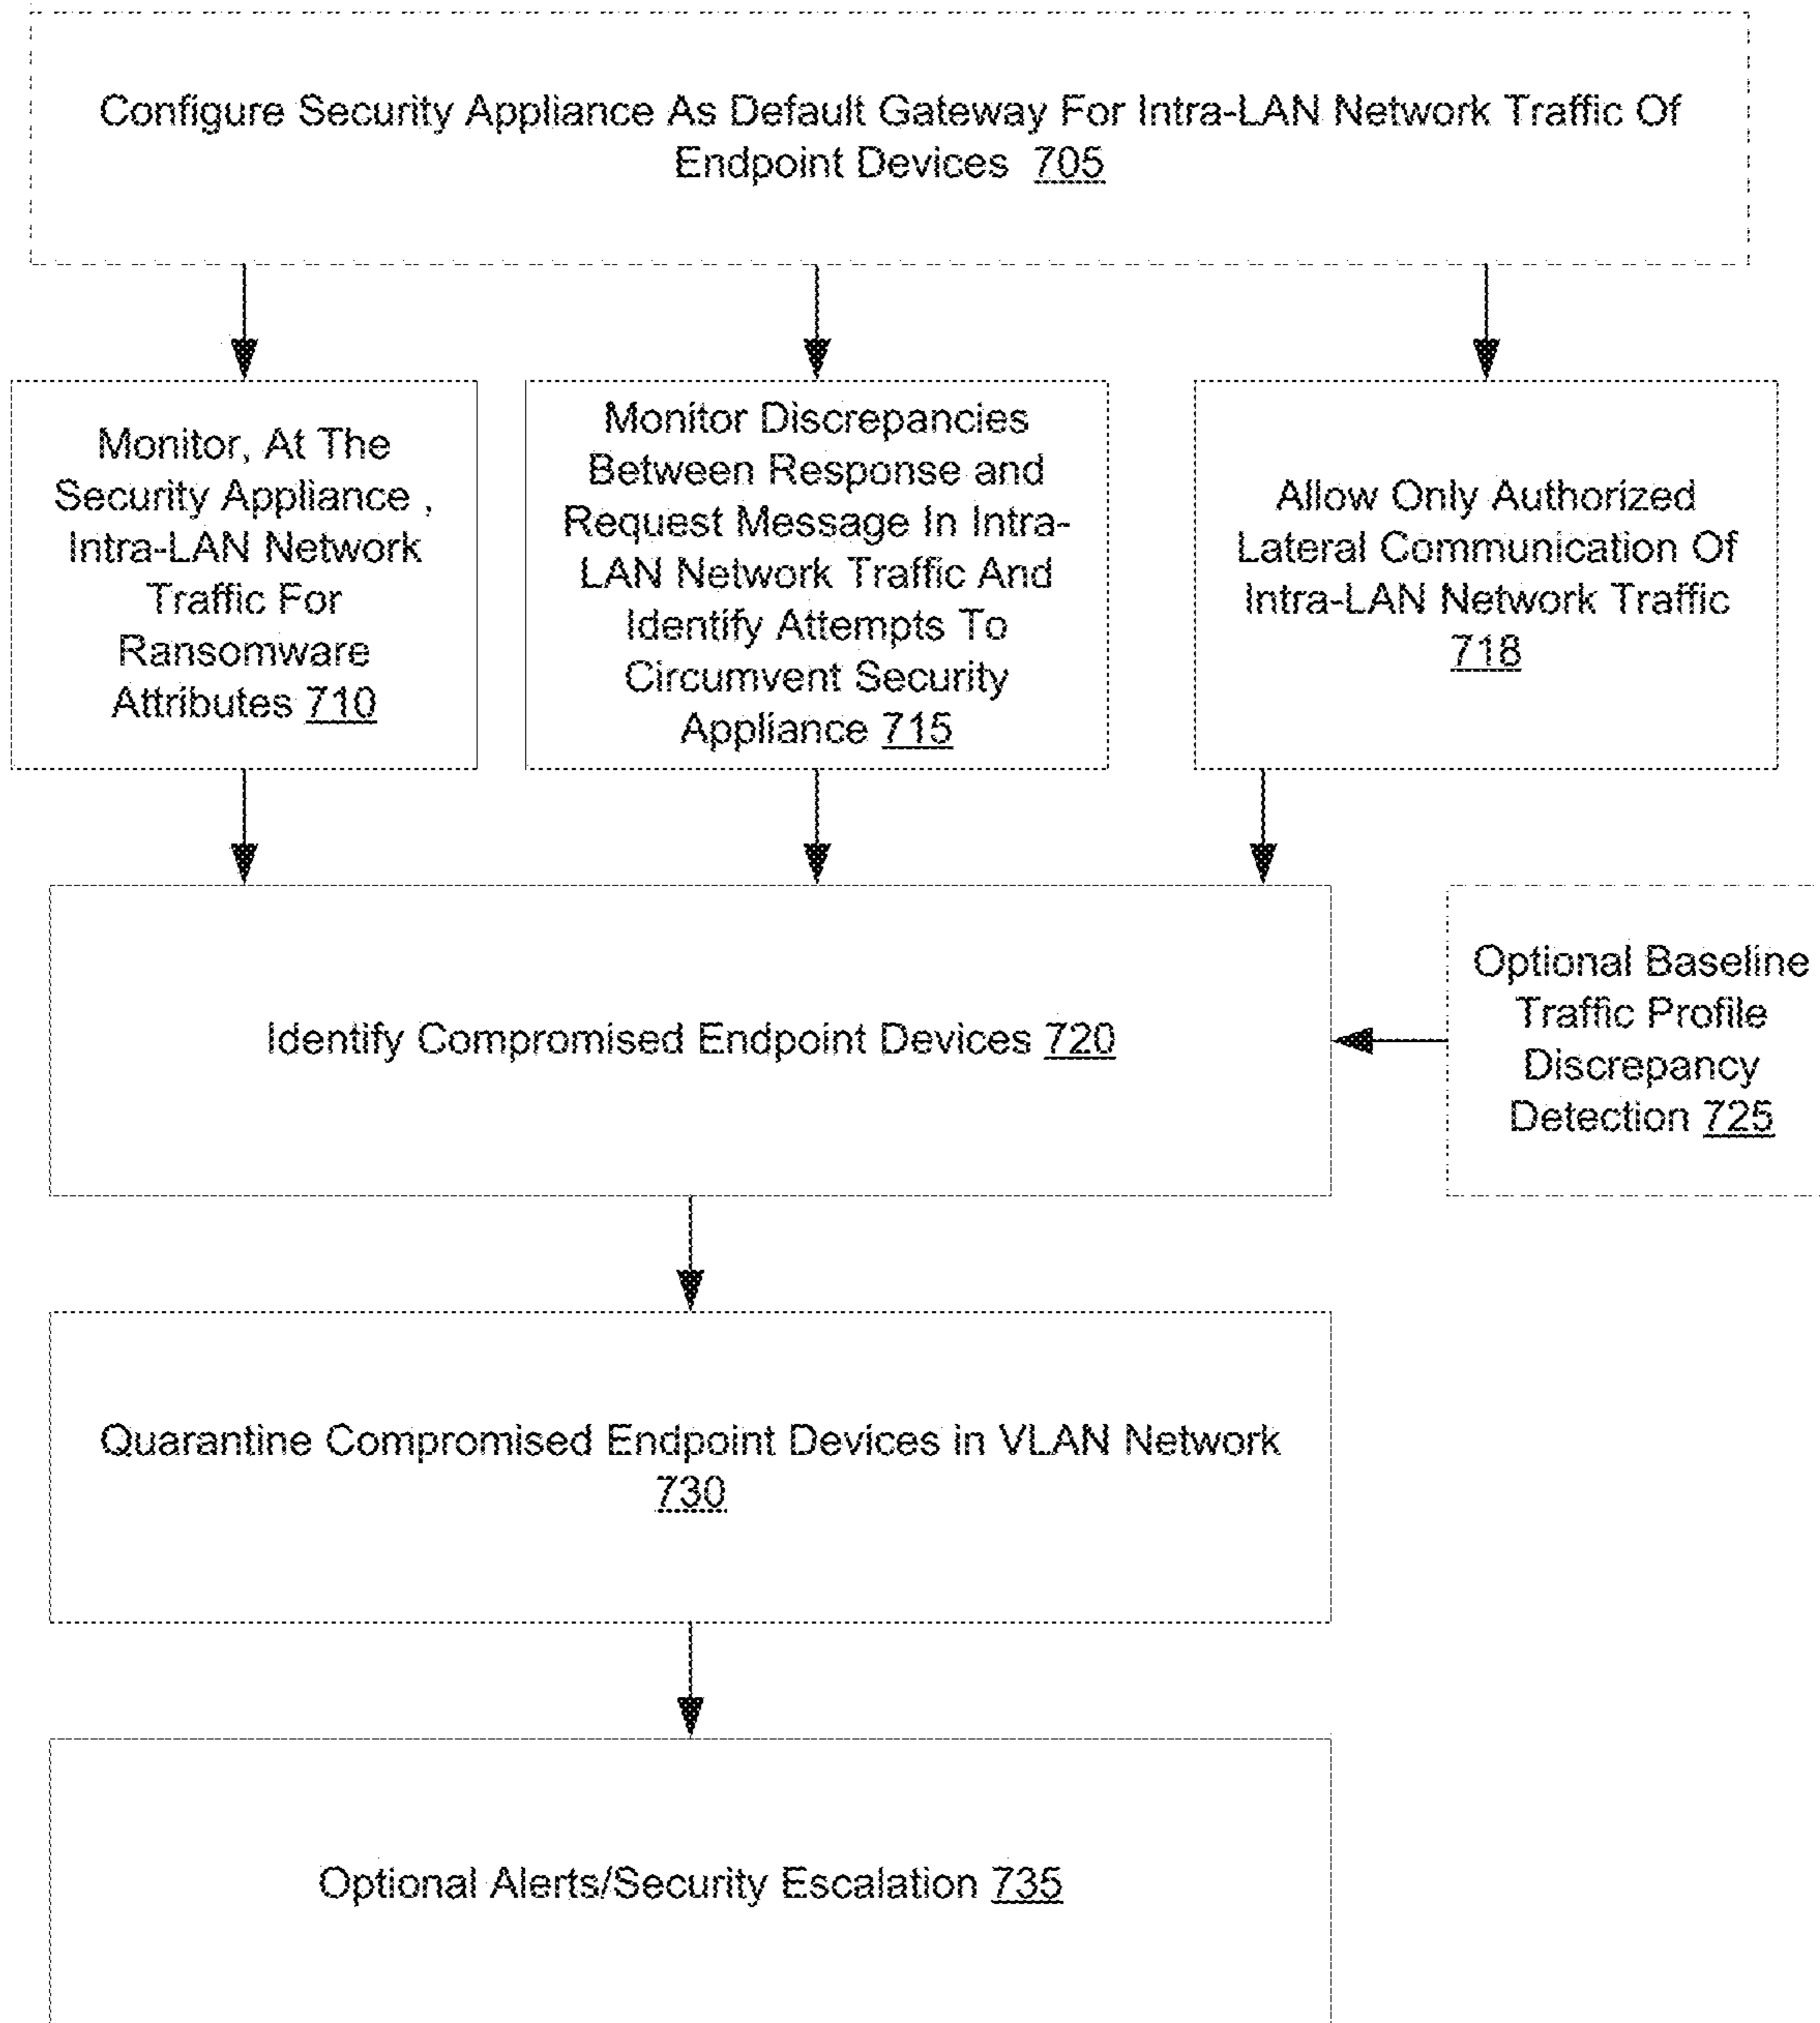 Configure Security Appliance As Default Gateway For Intra-LAN Network Traffic Of
Endpoint Devices 705
Monitor, At The
Security Appliance ,
Intra-LAN Network
Traffic For
Ransomware
Attributes 710
Monitor Discrepancies
Between Response and
Request Message In Intra-
LAN Network Traffic And
Identify Attempts To
Circumvent Security
Appliance 715
Allow Only Authorized
Lateral Communication Of
Intra-LAN Network Traffic
718
Identify Compromised Endpoint Devices 720
Optional Baseline
Traffic Profile
Discrepancy
Detection 725
Quarantine Compromised Endpoint Devices in VLAN Network
730
Optional Alerts/Security Escalation 735